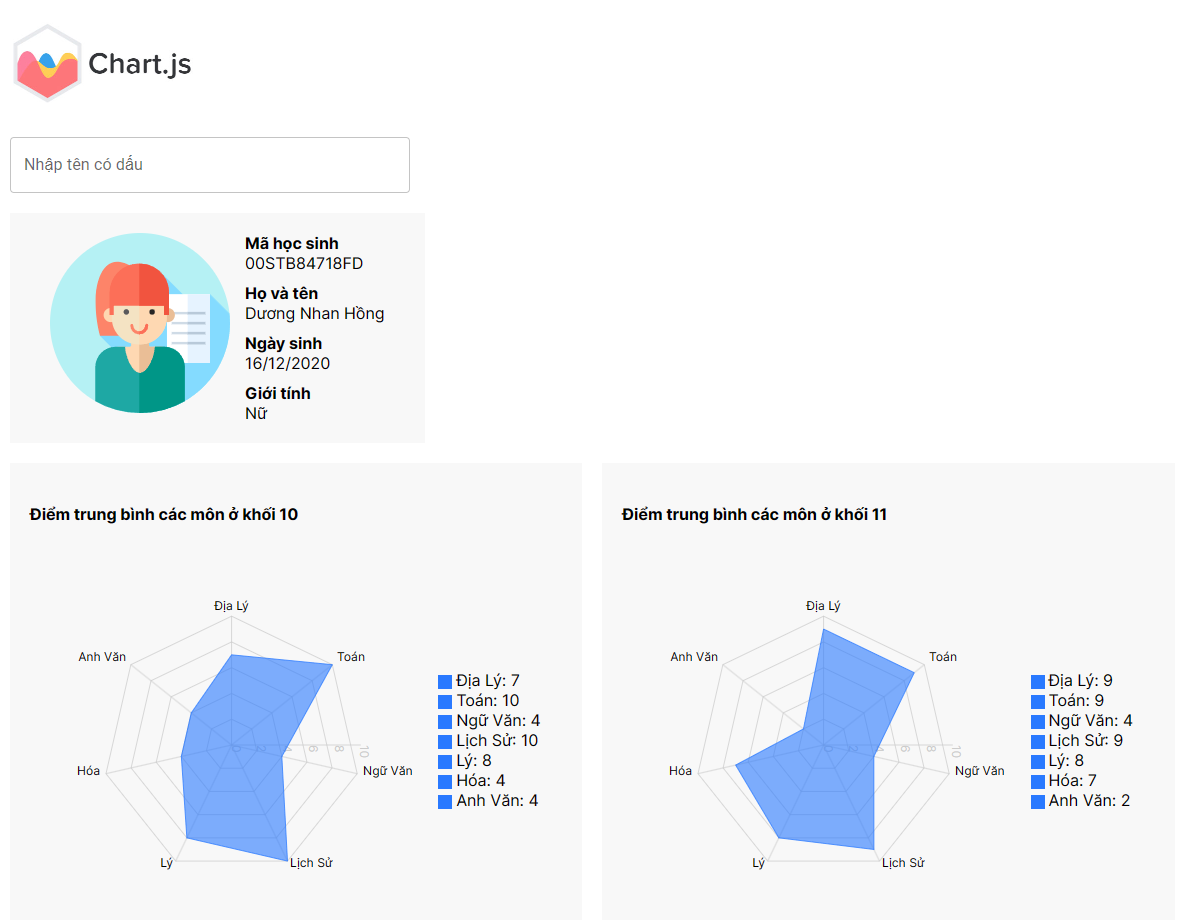 Chart.js
Nhập tên có dấu
Mã học sinh
00STB84718FD
Họ và tên
Dương Nhan Hồng
Ngày sinh
16/12/2020
Giới tính
Nữ
Điểm trung bình các môn ở khối 10
Địa Lý
Anh Văn
Toán
Hóa
Ngữ Văn
Lý
Lịch Sử
0
2
4
6
8
10
Địa Lý: 7
Toán: 10
Ngữ Văn: 4
Lịch Sử: 10
Lý: 8
Hóa: 4
Anh Văn: 4
Điểm trung bình các môn ở khối 11
Địa Lý
Anh Văn
Toán
Hóa
Ngữ Văn
Lý
Lịch Sử
0
2
4
6
8
10
Địa Lý: 9
Toán: 9
Ngữ Văn: 4
Lịch Sử: 9
Lý: 8
Hóa: 7
Anh Văn: 2